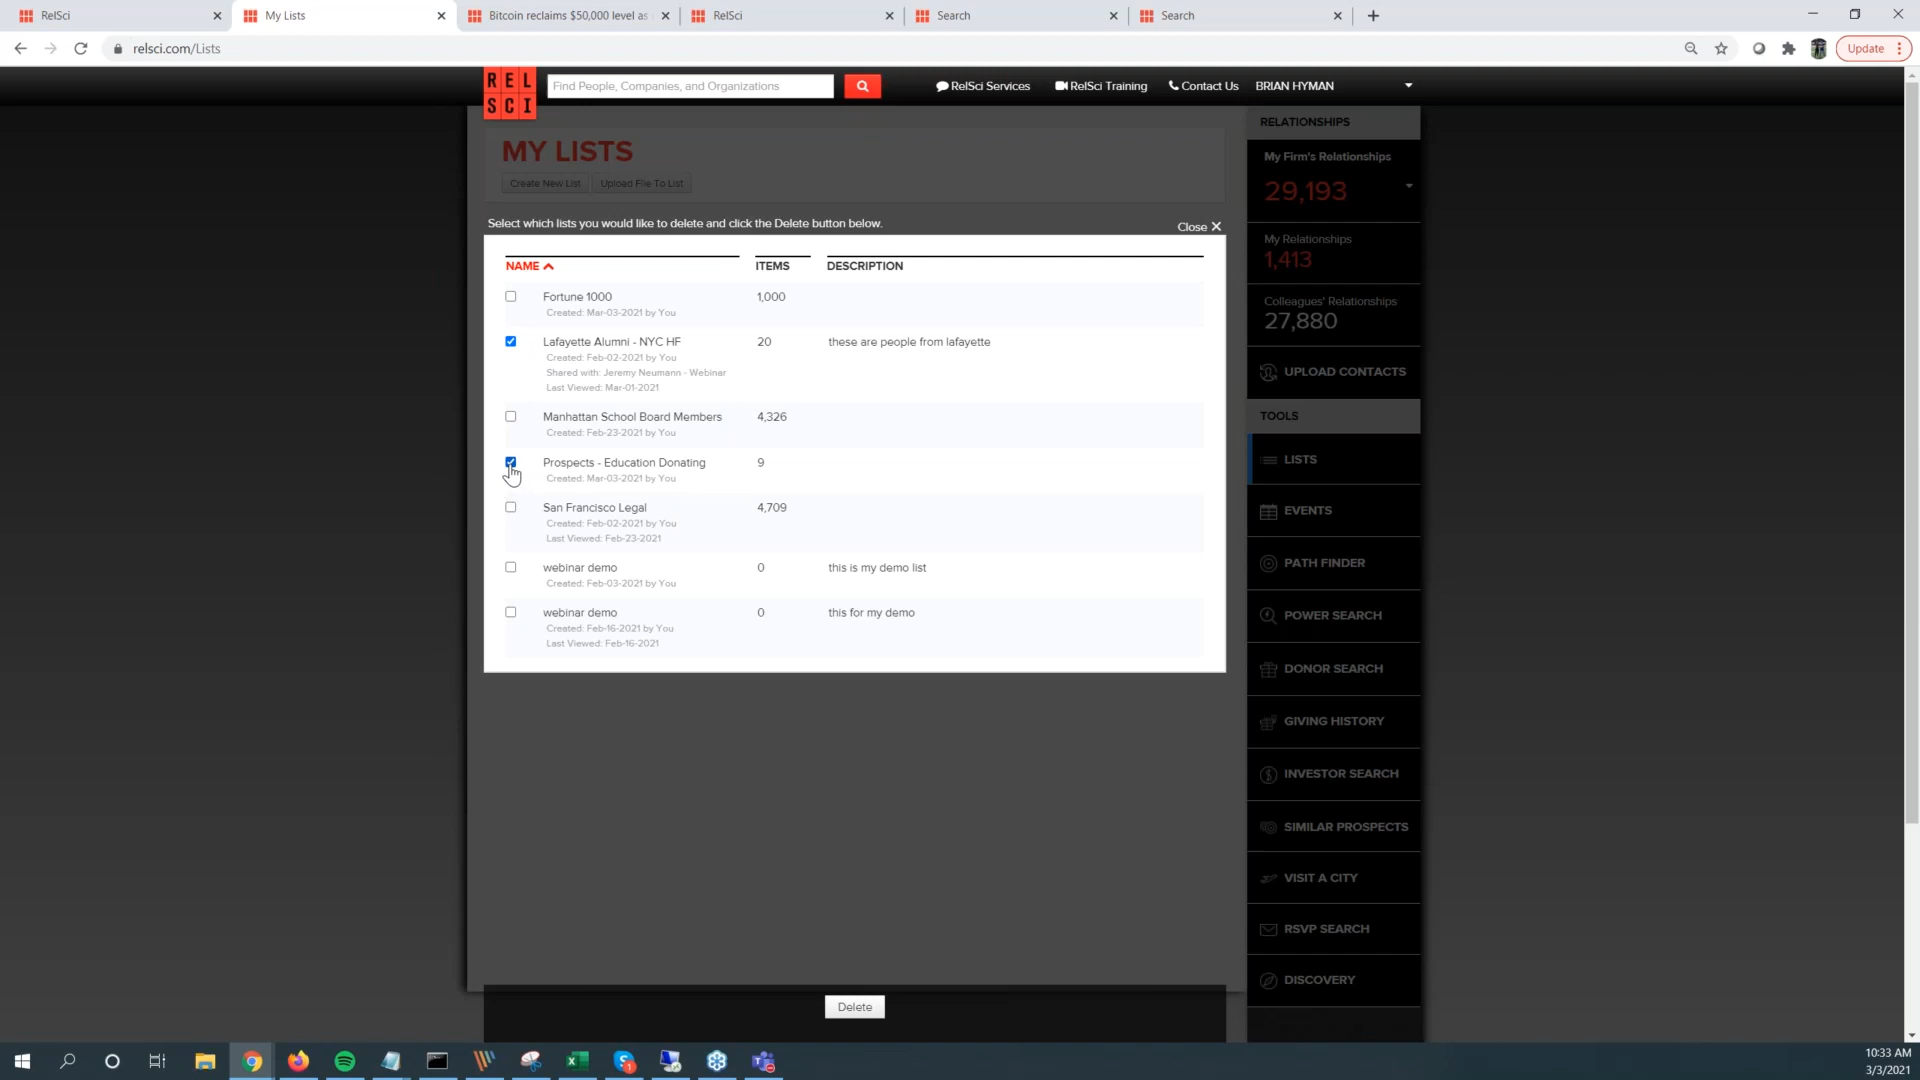 RelSci
My Lists
Bitcoin reclaims $50,000 level as
RelSci
Search
Search
relsci.com/Lists
Update
REL
SCI
Find People, Companies, and Organizations
RelSci Services
RelSci Training
Contact Us
BRIAN HYMAN
MY LISTS
Create New List
Upload File To List
Select which lists you would like to delete and click the Delete button below.
Close X
NAME
ITEMS
DESCRIPTION
Fortune 1000
1,000
Created: Mar-03-2021 by You
Lafayette Alumni - NYC HF
20
these are people from lafayette
Created: Feb-02-2021 by You
Shared with: Jeremy Neumann - Webinar
Last Viewed: Mar-01-2021
Manhattan School Board Members
4,326
Created: Feb-23-2021 by You
Prospects - Education Donating
9
Created: Mar-03-2021 by You
San Francisco Legal
4,709
Created: Feb-02-2021 by You
Last Viewed: Feb-23-2021
webinar demo
0
this is my demo list
Created: Feb-03-2021 by You
webinar demo
0
this for my demo
Created: Feb-16-2021 by You
Last Viewed: Feb-16-2021
Delete
RELATIONSHIPS
My Firm's Relationships
29,193
My Relationships
1,413
Colleagues' Relationships
27,880
UPLOAD CONTACTS
TOOLS
LISTS
EVENTS
PATH FINDER
POWER SEARCH
DONOR SEARCH
GIVING HISTORY
INVESTOR SEARCH
SIMILAR PROSPECTS
VISIT A CITY
RSVP SEARCH
DISCOVERY
10:33 AM
3/3/2021